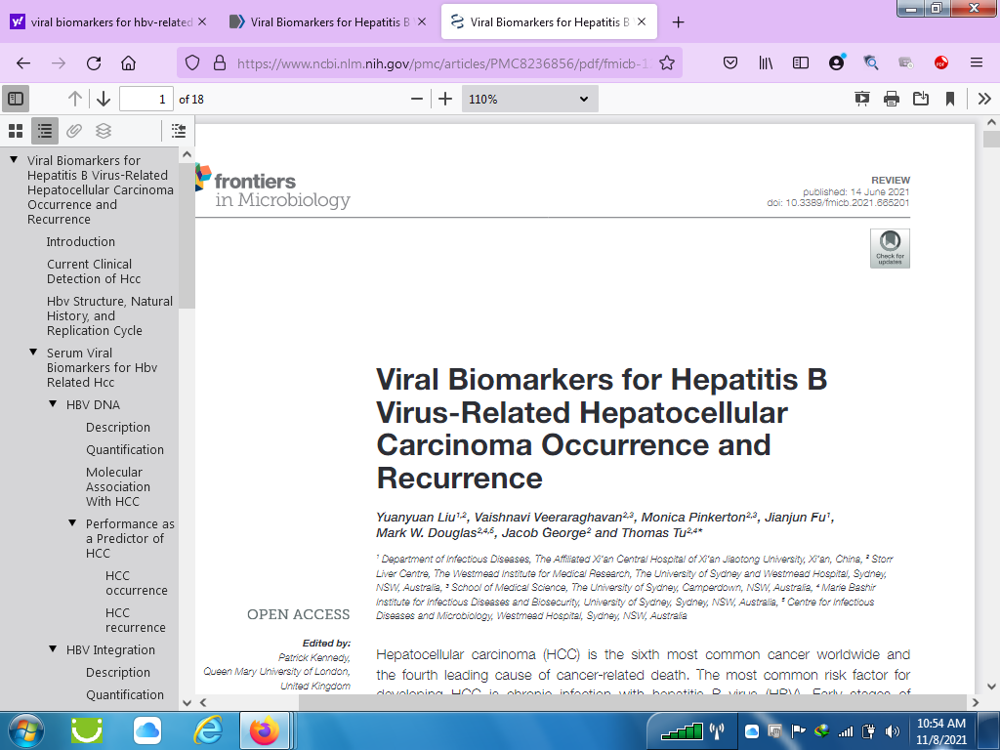 viral biomarkers for hbv-related
Viral Biomarkers for Hepatitis B
Viral Biomarkers for Hepatitis B
https://www.ncbi.nlm.nih.gov/pmc/articles/PMC8236856/pdf/fmicb-1
1 of 18
110%
Viral Biomarkers for
Hepatitis B Virus-Related
Hepatocellular Carcinoma
Occurrence and
Recurrence
Introduction
Current Clinical
Detection of Hcc
Hbv Structure, Natural
History, and
Replication Cycle
Serum Viral
Biomarkers for Hbv
Related Hcc
HBV DNA
Description
Quantification
Molecular
Association
With HCC
Performance as
a Predictor of
HCC
HCC
occurrence
HCC
recurrence
HBV Integration
Description
Quantification
frontiers
in Microbiology
REVIEW
published: 14 June 2021
doi: 10.3389/fmicb.2021.665201
Check for
updates
Viral Biomarkers for Hepatitis B
Virus-Related Hepatocellular
Carcinoma Occurrence and
Recurrence
Yuanyuan Liu1,2, Vaishnavi Veeraraghavan2,3, Monica Pinkerton2,3, Jianjun Fu1,
Mark W. Douglas2,4,5, Jacob George2 and Thomas Tu2,4*
1 Department of Infectious Diseases, The Affiliated Xi'an Central Hospital of Xi'an Jiaotong University, Xi'an, China, 2 Storr
Liver Centre, The Westmead Institute for Medical Research, The University of Sydney and Westmead Hospital, Sydney,
NSW, Australia, 3 School of Medical Science, The University of Sydney, Camperdown, NSW, Australia, 4 Marie Bashir
Institute for Infectious Diseases and Biosecurity, University of Sydney, Sydney, NSW, Australia, 5 Centre for Infectious
Diseases and Microbiology, Westmead Hospital, Sydney, NSW, Australia
OPEN ACCESS
Edited by:
Patrick Kennedy,
Queen Mary University of London,
United Kingdom
Hepatocellular carcinoma (HCC) is the sixth most common cancer worldwide and
the fourth leading cause of cancer-related death. The most common risk factor for
developing HCC is chronic infection with hepatitis B virus (HBV). Early stages of
10:54 AM
11/8/2021